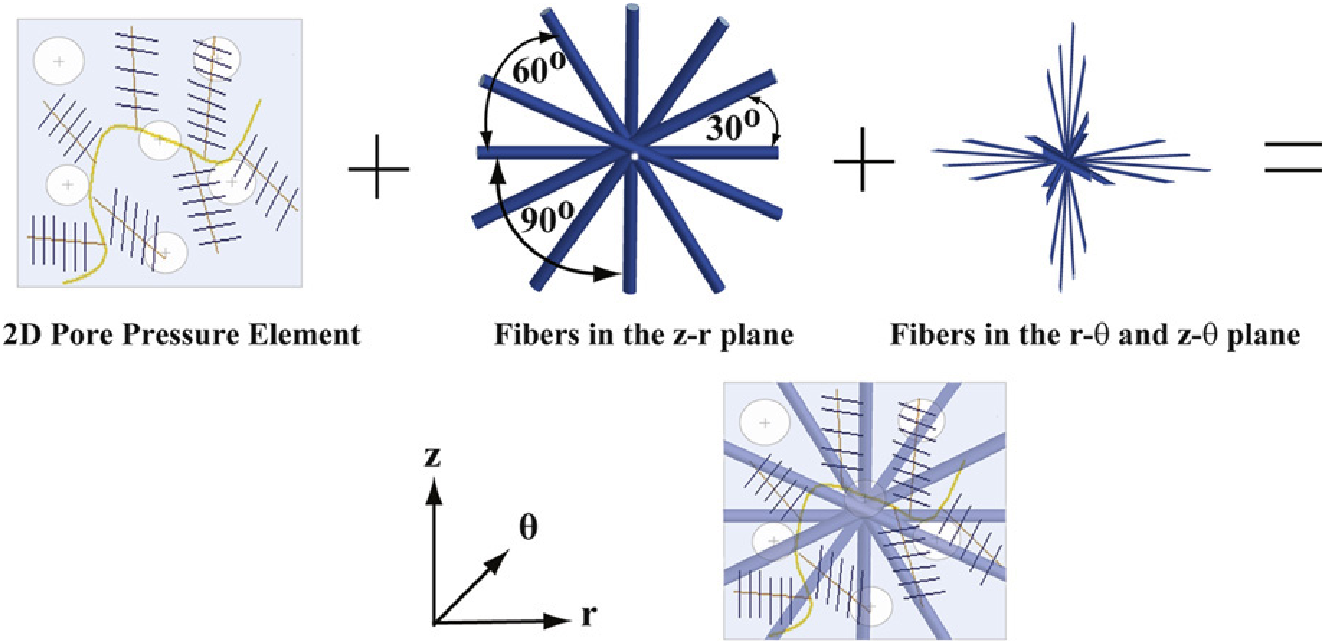 60°
30°
90°
+
+
=
2D Pore Pressure Element
Fibers in the z-r plane
Fibers in the r-θ and z-θ plane
z
θ
r